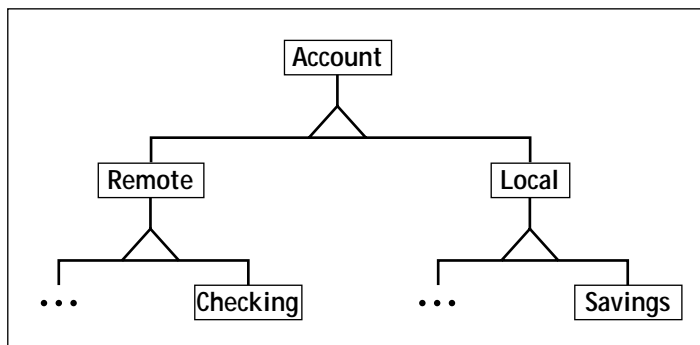 Account
Remote Local
••• Checking ••• Savings